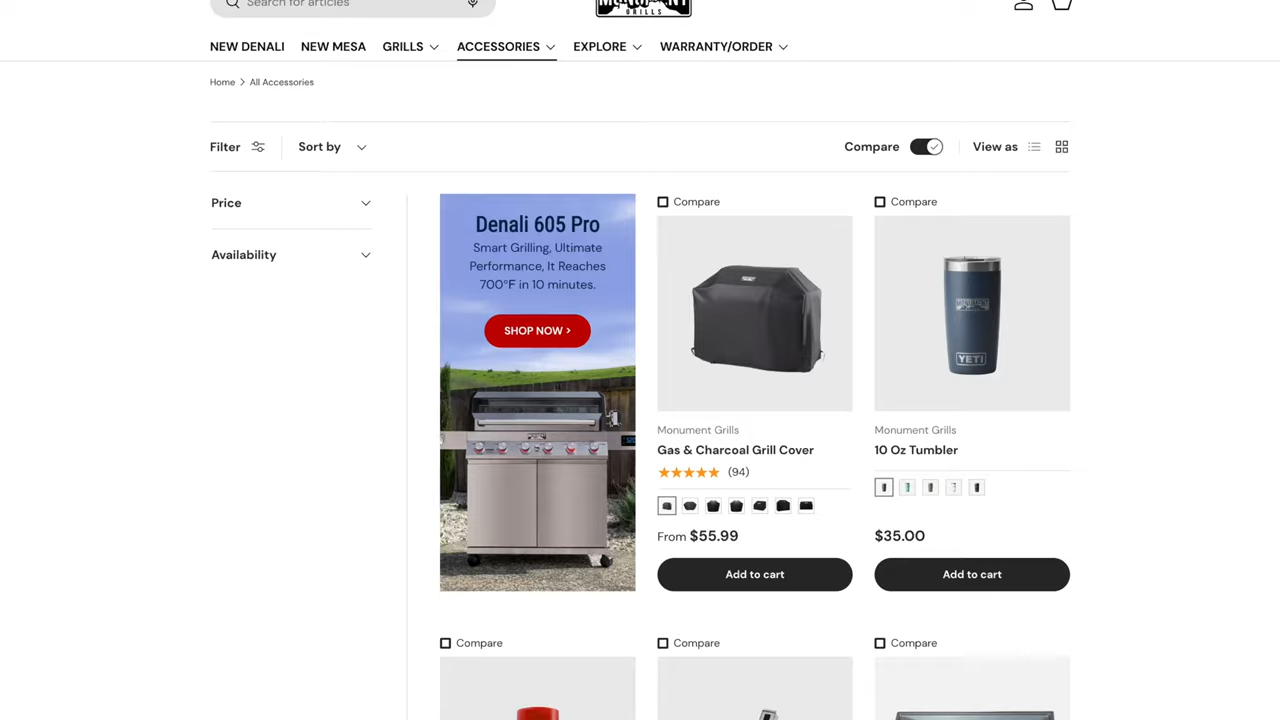 Search for articles
GRILLS
NEW DENALI
NEW MESA
GRILLS
ACCESSORIES
EXPLORE
WARRANTY/ORDER
Home > All Accessories
Filter
Sort by
Compare
View as
Price
Availability
Denali 605 Pro
Smart Grilling, Ultimate
Performance, It Reaches
700°F in 10 minutes.
SHOP NOW >
Compare
Monument Grills
Gas & Charcoal Grill Cover
(94)
From $55.99
Add to cart
Compare
YETI
Monument Grills
10 Oz Tumbler
$35.00
Add to cart
Compare
Compare
Compare